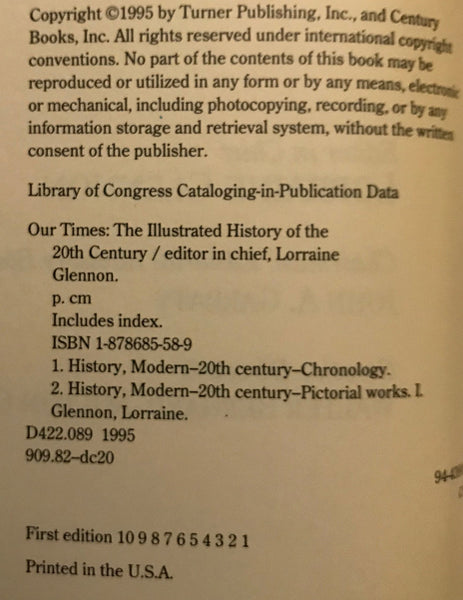 Copyright ©1995 by Turner Publishing, Inc., and Century
Books, Inc. All rights reserved under international copyright
conventions. No part of the contents of this book may be
reproduced or utilized in any form or by any means, electronic
or mechanical, including photocopying, recording, or by any
information storage and retrieval system, without the written
consent of the publisher.
Library of Congress Cataloging-in-Publication Data
Our Times: The Illustrated History of the
20th Century / editor in chief, Lorraine
Glennon.
p. cm
Includes index.
ISBN 1-878685-58-9
1. History, Modern–20th century–Chronology.
2. History, Modern–20th century–Pictorial works. I.
Glennon, Lorraine.
D422.089 1995
909.82–dc20
First edition 10 9 8 7 6 5 4 3 2 1
Printed in the U.S.A.